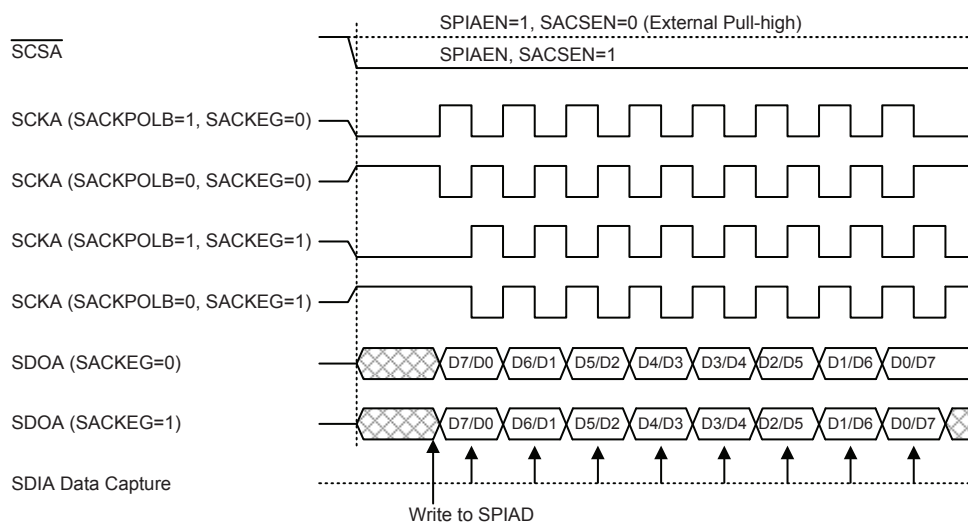 SPIAEN=1, SACSEN=0 (External Pull-high)
SCSA
SPIAEN, SACSEN=1
SCKA (SACKPOLB=1, SACKEG=0)
SCKA (SACKPOLB=0, SACKEG=0)
SCKA (SACKPOLB=1, SACKEG=1)
SCKA (SACKPOLB=0, SACKEG=1)
SDOA (SACKEG=0) D7/D0 D6/D1 D5/D2 D4/D3 D3/D4 D2/D5 D1/D6 D0/D7
SDOA (SACKEG=1) D7/D0 D6/D1 D5/D2 D4/D3 D3/D4 D2/D5 D1/D6 D0/D7
SDIA Data Capture
Write to SPIAD